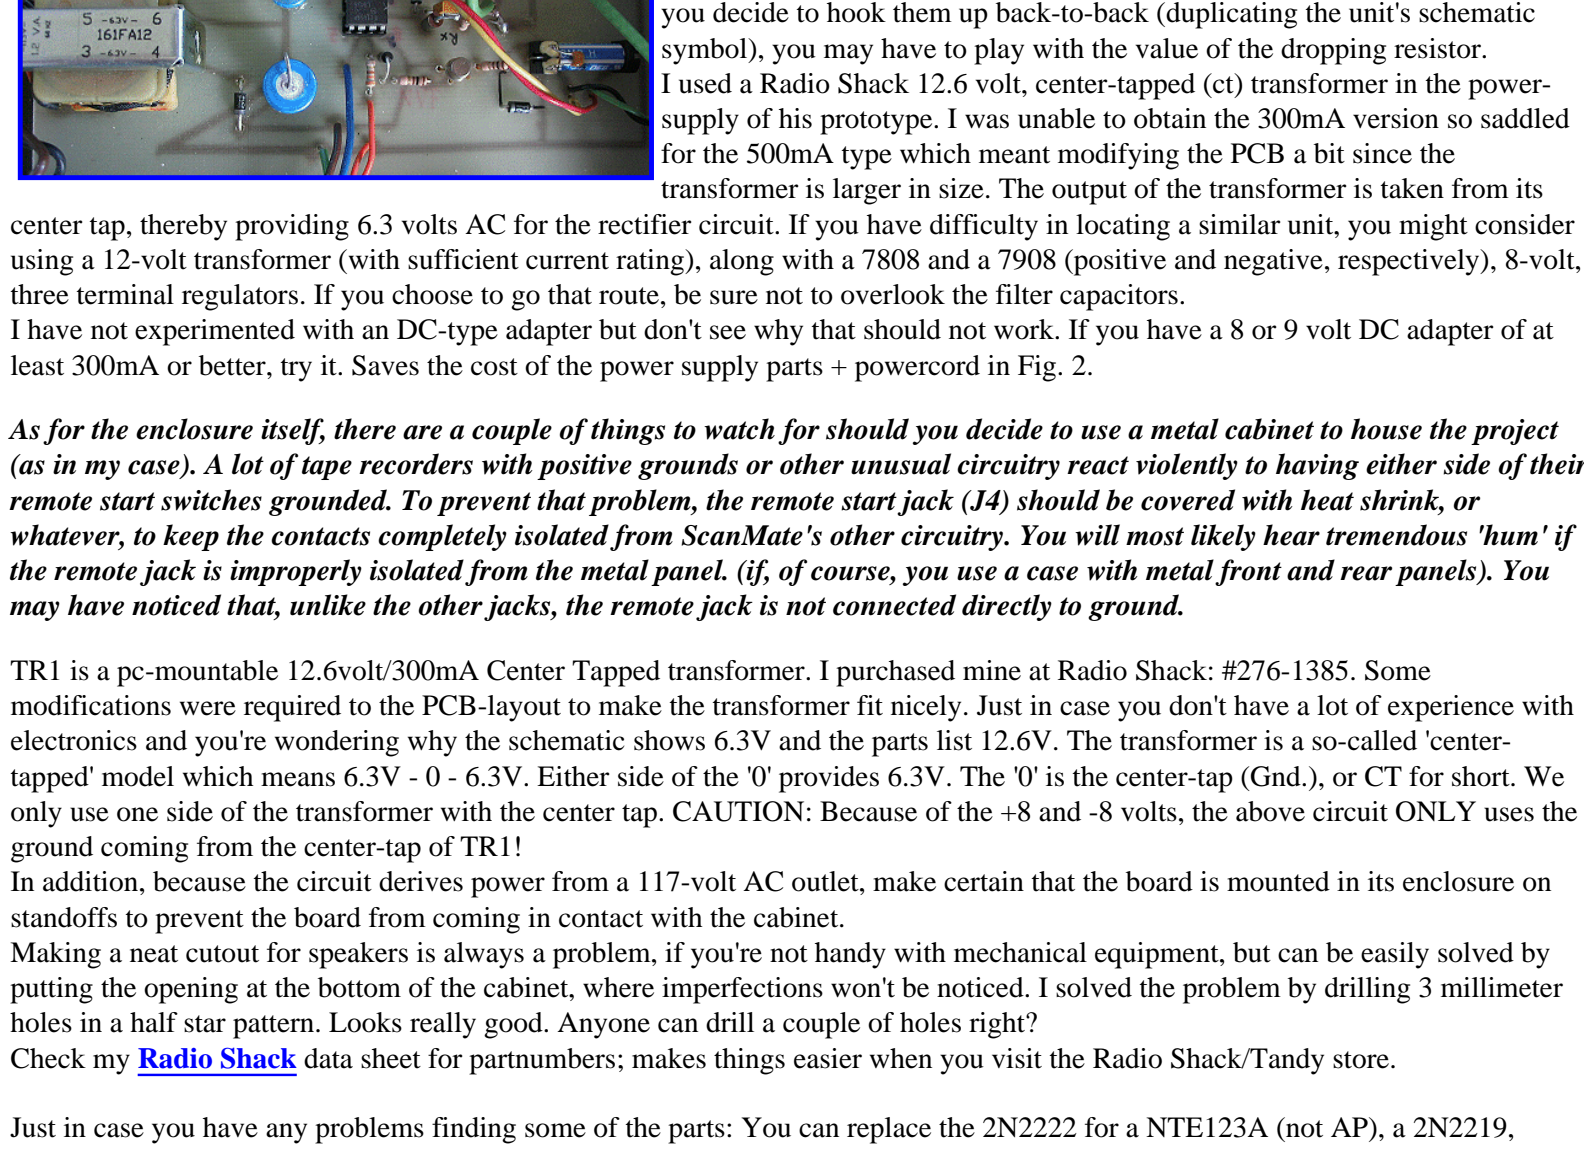 5 -6.3V- 6
161FA12
3 -6.3V- 4
1.2 V.A.
Rx
you decide to hook them up back-to-back (duplicating the unit's schematic
symbol), you may have to play with the value of the dropping resistor.
I used a Radio Shack 12.6 volt, center-tapped (ct) transformer in the power-
supply of his prototype. I was unable to obtain the 300mA version so saddled
for the 500mA type which meant modifying the PCB a bit since the
transformer is larger in size. The output of the transformer is taken from its
center tap, thereby providing 6.3 volts AC for the rectifier circuit. If you have difficulty in locating a similar unit, you might consider
using a 12-volt transformer (with sufficient current rating), along with a 7808 and a 7908 (positive and negative, respectively), 8-volt,
three terminal regulators. If you choose to go that route, be sure not to overlook the filter capacitors.
I have not experimented with an DC-type adapter but don't see why that should not work. If you have a 8 or 9 volt DC adapter of at
least 300mA or better, try it. Saves the cost of the power supply parts + powercord in Fig. 2.
As for the enclosure itself, there are a couple of things to watch for should you decide to use a metal cabinet to house the project
(as in my case). A lot of tape recorders with positive grounds or other unusual circuitry react violently to having either side of their
remote start switches grounded. To prevent that problem, the remote start jack (J4) should be covered with heat shrink, or
whatever, to keep the contacts completely isolated from ScanMate's other circuitry. You will most likely hear tremendous 'hum' if
the remote jack is improperly isolated from the metal panel. (if, of course, you use a case with metal front and rear panels). You
may have noticed that, unlike the other jacks, the remote jack is not connected directly to ground.
TR1 is a pc-mountable 12.6volt/300mA Center Tapped transformer. I purchased mine at Radio Shack: #276-1385. Some
modifications were required to the PCB-layout to make the transformer fit nicely. Just in case you don't have a lot of experience with
electronics and you're wondering why the schematic shows 6.3V and the parts list 12.6V. The transformer is a so-called 'center-
tapped' model which means 6.3V - 0 - 6.3V. Either side of the '0' provides 6.3V. The '0' is the center-tap (Gnd.), or CT for short. We
only use one side of the transformer with the center tap. CAUTION: Because of the +8 and -8 volts, the above circuit ONLY uses the
ground coming from the center-tap of TR1!
In addition, because the circuit derives power from a 117-volt AC outlet, make certain that the board is mounted in its enclosure on
standoffs to prevent the board from coming in contact with the cabinet.
Making a neat cutout for speakers is always a problem, if you're not handy with mechanical equipment, but can be easily solved by
putting the opening at the bottom of the cabinet, where imperfections won't be noticed. I solved the problem by drilling 3 millimeter
holes in a half star pattern. Looks really good. Anyone can drill a couple of holes right?
Check my Radio Shack data sheet for partnumbers; makes things easier when you visit the Radio Shack/Tandy store.
Just in case you have any problems finding some of the parts: You can replace the 2N2222 for a NTE123A (not AP), a 2N2219,